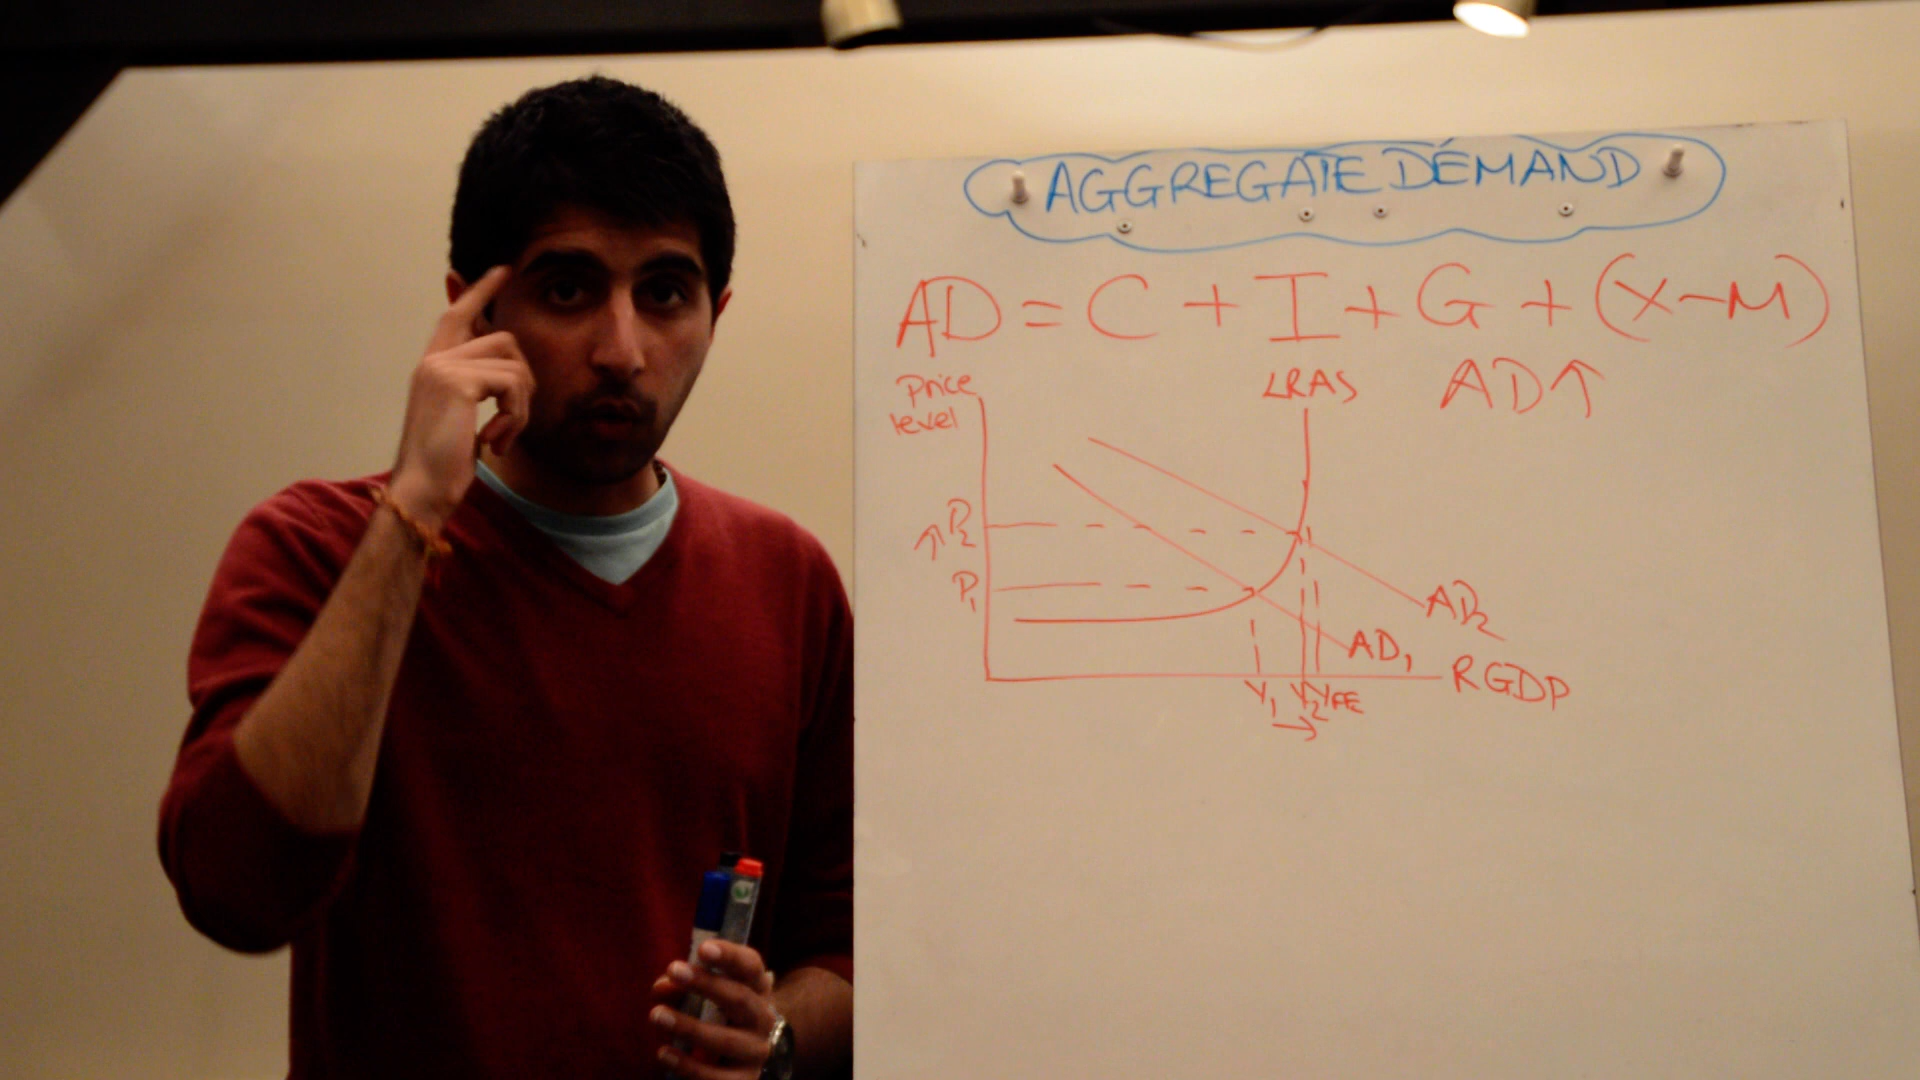 AGGREGATE DEMAND
AD = C + I + G + (X-M)
Price level
LRAS
AD↑
↑P2
P1
AD2
AD1
RGDP
Y1 Y2 YFE
→